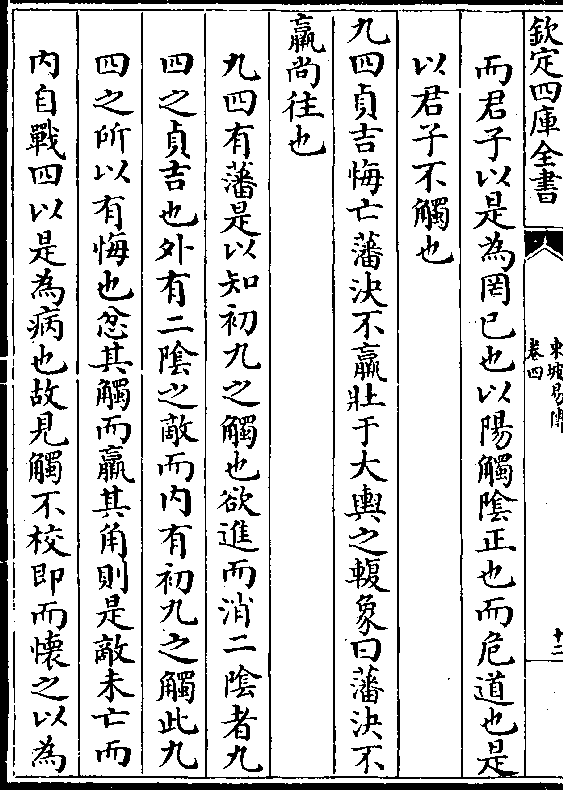 欽定四庫全書
東坡易傳
卷四
十二
而君子以是為罔已也以陽觸陰正也而危道也是
以君子不觸也
九四貞吉悔亡藩決不羸壯于大輿之輹象曰藩決不
羸尚往也
九四有藩是以知初九之觸也欲進而消二陰者九
四之貞吉也外有二陰之敵而内有初九之觸此九
四之所以有悔也忿其觸而羸其角則是敵未亡而
内自戰四以是為病也故見觸不校即而懷之以為